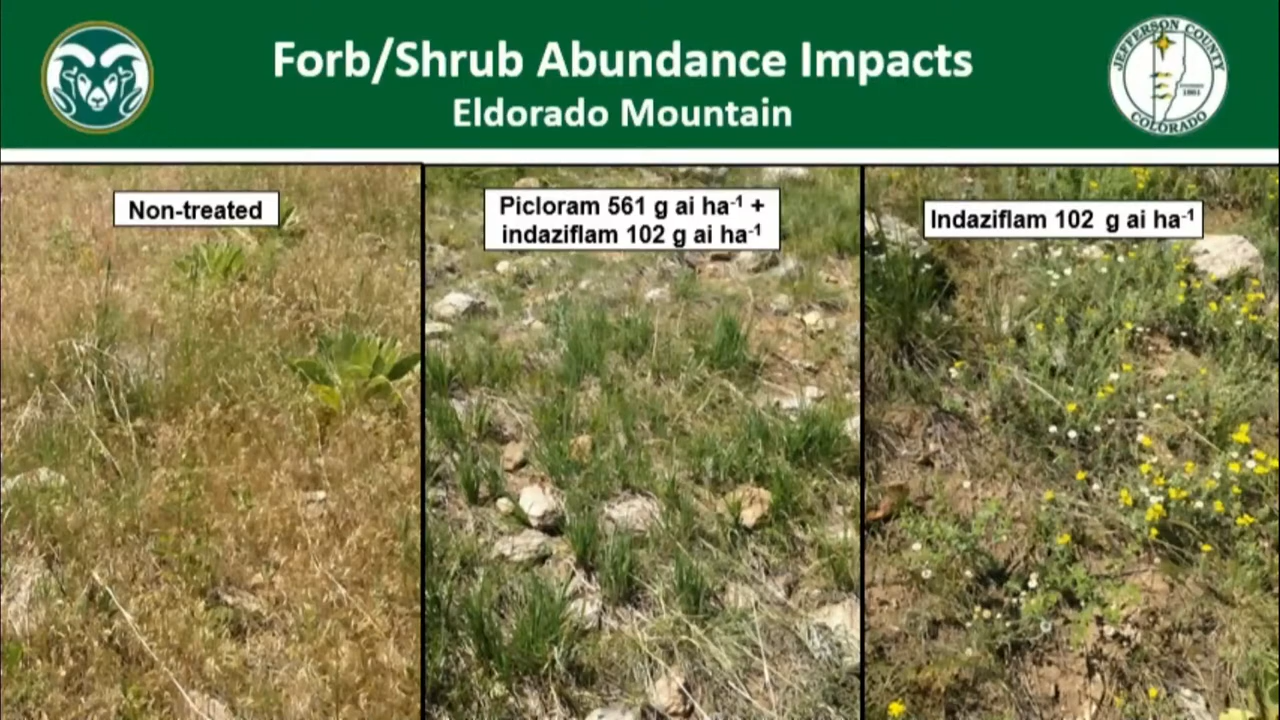 Forb/Shrub Abundance Impacts
Eldorado Mountain
JEFFERSON COUNTY
COLORADO
Non-treated
Picloram 561 g ai ha⁻¹ +
indaziflam 102 g ai ha⁻¹
Indaziflam 102 g ai ha⁻¹